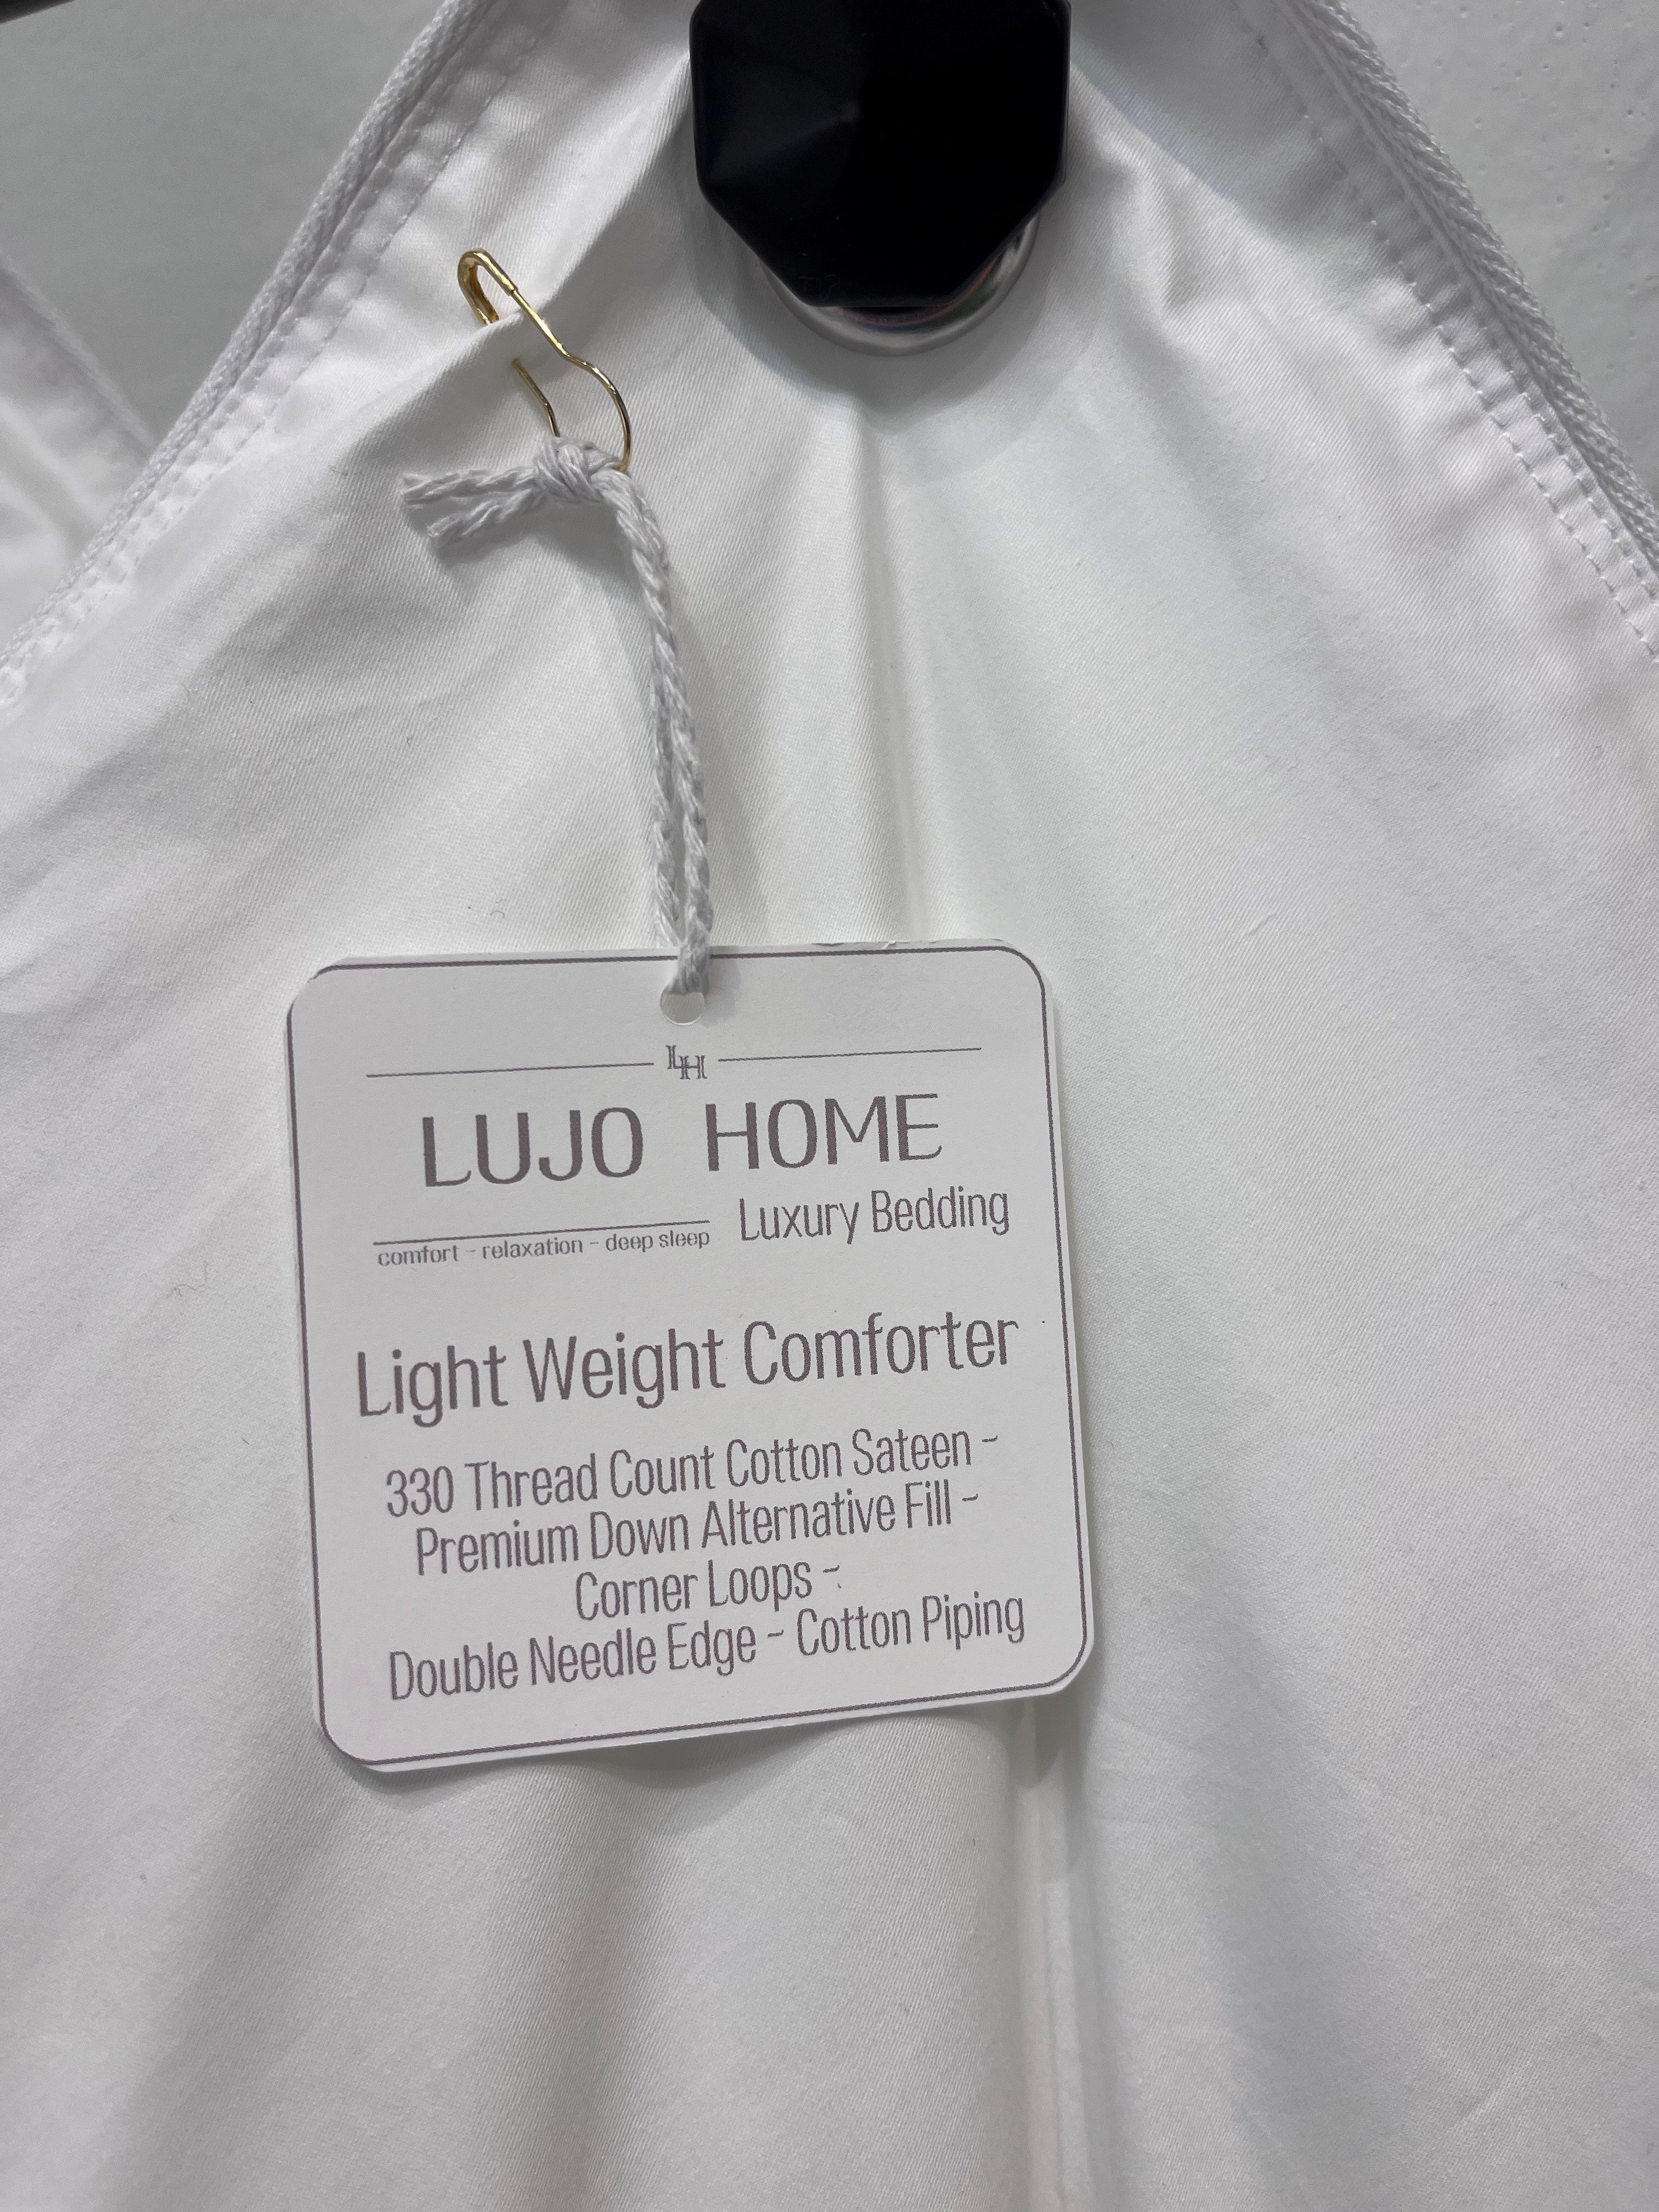 LH
LUJO HOME
Luxury Bedding
comfort - relaxation - deep sleep
Light Weight Comforter
330 Thread Count Cotton Sateen -
Premium Down Alternative Fill -
Corner Loops -
Double Needle Edge - Cotton Piping